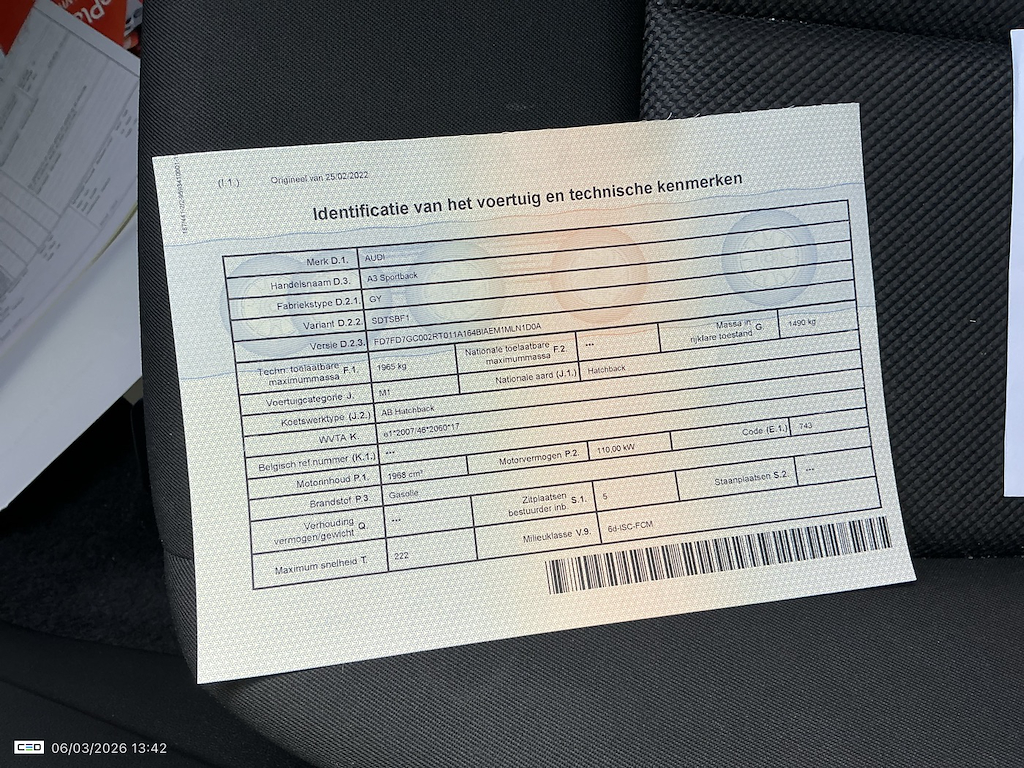 (I.1.) Origineel van 25/02/2022
Identificatie van het voertuig en technische kenmerken
Merk D.1. AUDI
Handelsnaam D.3. A3 Sportback
Fabriekstype D.2.1. GY
Variant D.2.2. SDTSBF1
Versie D.2.3. FD7FD7GC002RT011A164BIAEM1MLN1D0A
Techn. toelaatbare maximummassa F.1. 1965 kg Nationale toelaatbare maximummassa F.2. --- Massa in rijklare toestand G 1490 kg
Voertuigcategorie J. M1 Nationale aard (J.1.) Hatchback
Koetswerktype (J.2.) AB Hatchback
WVTA K. e1*2007/46*2060*17
Belgisch ref.nummer (K.1.) ---
Motorinhoud P.1. 1968 cm³ Motorvermogen P.2. 110,00 kW Code (E.1.) 743
Brandstof P.3. Gasolie
Verhouding vermogen/gewicht Q. --- Zitplaatsen bestuurder inb. S.1. 5 Staanplaatsen S.2. ---
Maximum snelheid T. 222 Milieuklasse V.9. 6d-ISC-FCM
CEO 06/03/2026 13:42